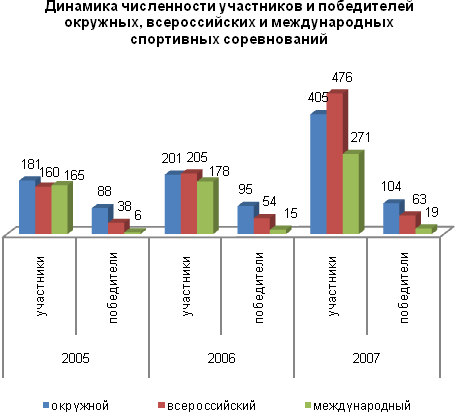 Динамика численности участников и победителей
окружных, всероссийских и международных
спортивных соревнований
181 160 165 88 38 6 201 205 178 95 54 15 405 476 271 104 63 19
участники победители участники победители участники победители
2005 2006 2007
окружной всероссийский международный